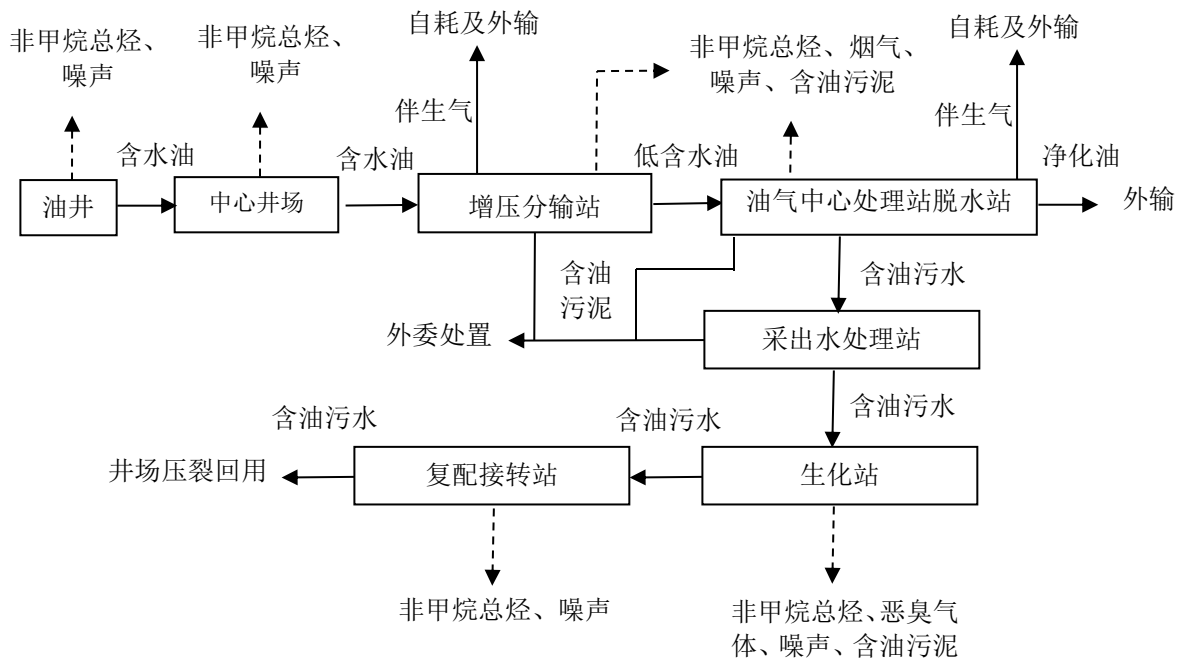 自耗及外输
非甲烷总烃、
噪声
非甲烷总烃、
噪声
非甲烷总烃、烟气、
噪声、含油污泥
自耗及外输
伴生气
伴生气
含水油
含水油
低含水油
净化油
油井
中心井场
增压分输站
油气中心处理站脱水站
外输
含油
污泥
含油污水
外委处置
采出水处理站
含油污水
含油污水
含油污水
井场压裂回用
复配接转站
生化站
非甲烷总烃、噪声
非甲烷总烃、恶臭气
体、噪声、含油污泥